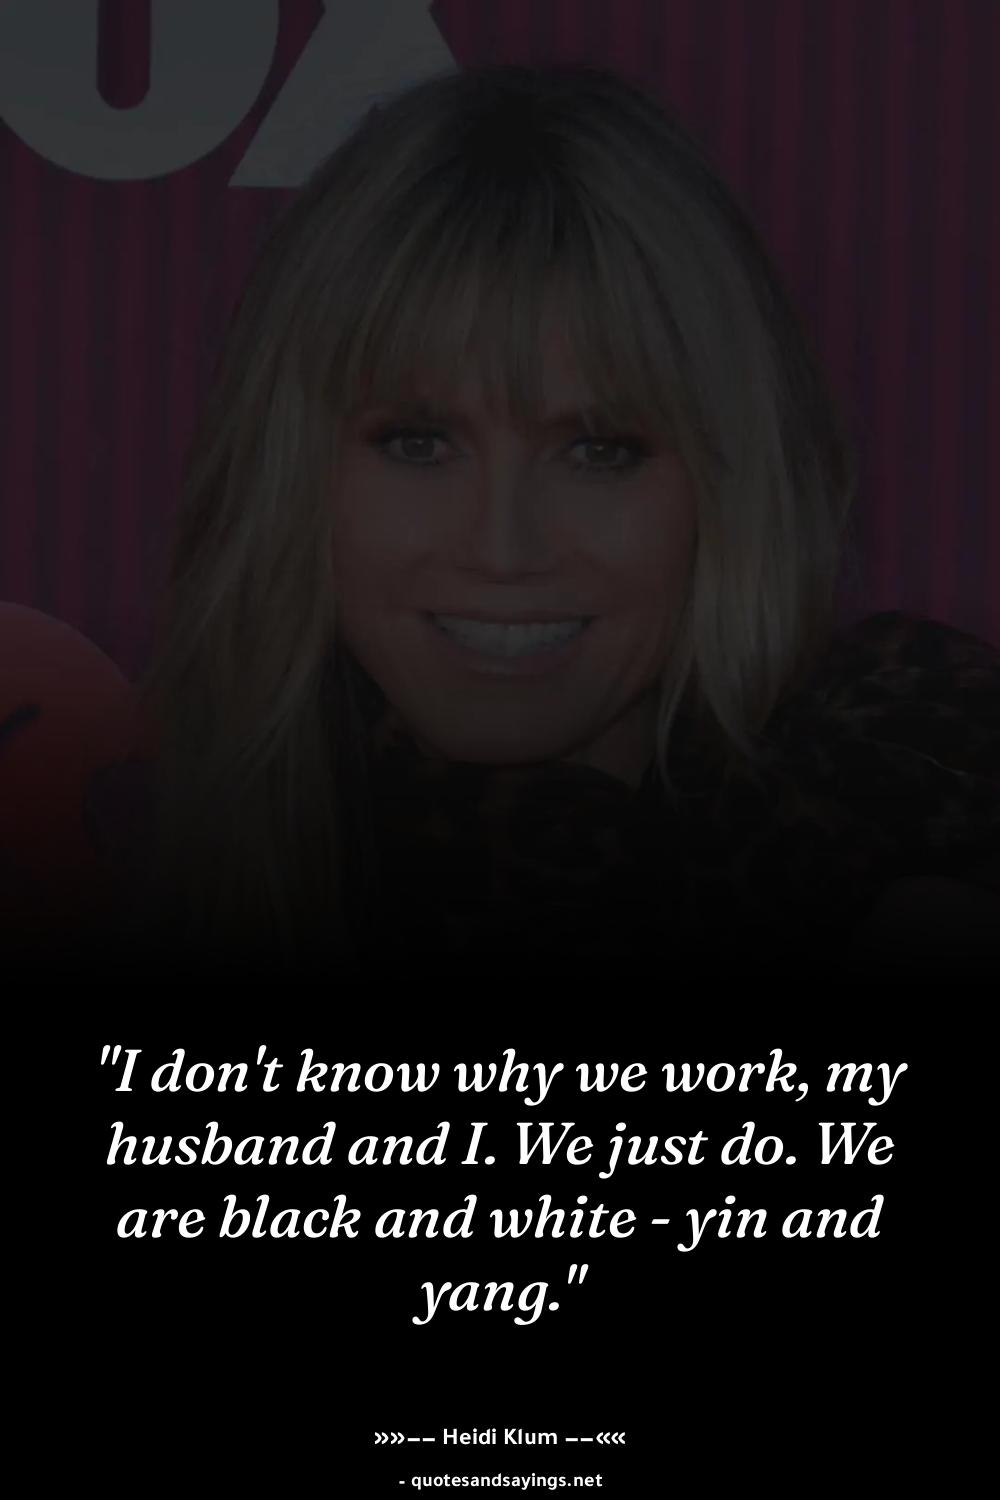 OX
"I don't know why we work, my
husband and I. We just do. We
are black and white - yin and
yang."
»»–– Heidi Klum ––««
- quotesandsayings.net